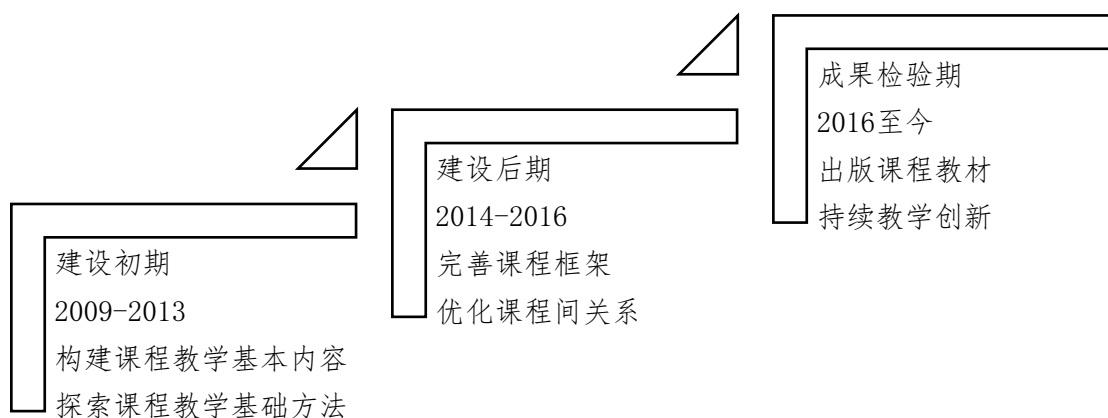 建设初期
2009-2013
构建课程教学基本内容
探索课程教学基础方法
建设后期
2014-2016
完善课程框架
优化课程间关系
成果检验期
2016至今
出版课程教材
持续教学创新